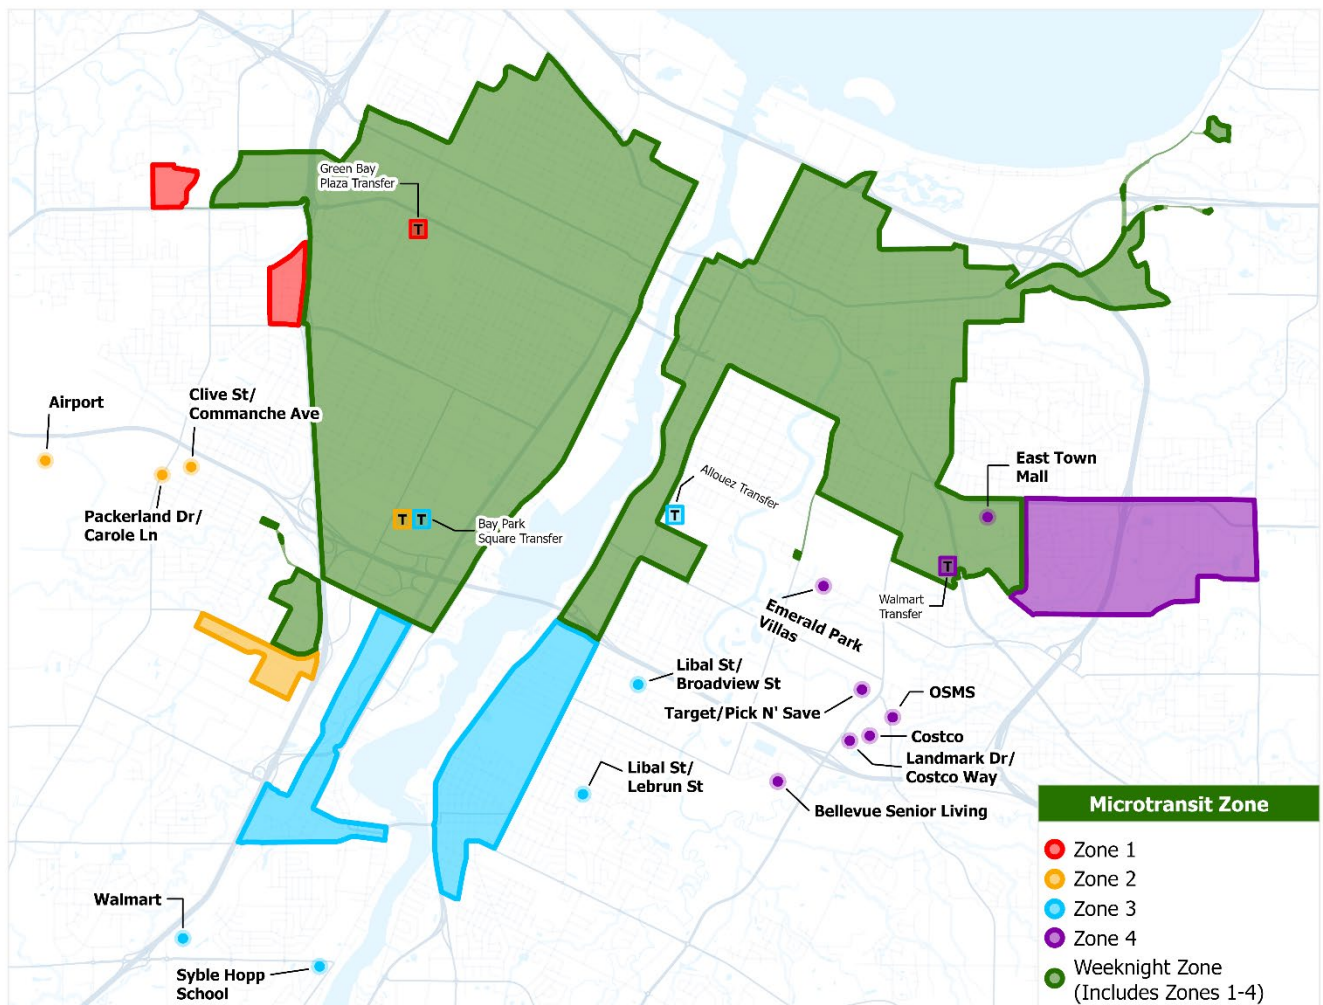 Green Bay
Plaza Transfer
T
Airport
Clive St/
Commanche Ave
Packerland Dr/
Carole Ln
T
T
Bay Park
Square Transfer
Allouez Transfer
T
East Town
Mall
T
Walmart
Transfer
Emerald Park
Villas
Libal St/
Broadview St
Target/Pick N' Save
OSMS
Costco
Landmark Dr/
Costco Way
Libal St/
Lebrun St
Bellevue Senior Living
Walmart
Syble Hopp
School
Microtransit Zone
Zone 1
Zone 2
Zone 3
Zone 4
Weeknight Zone
(Includes Zones 1-4)